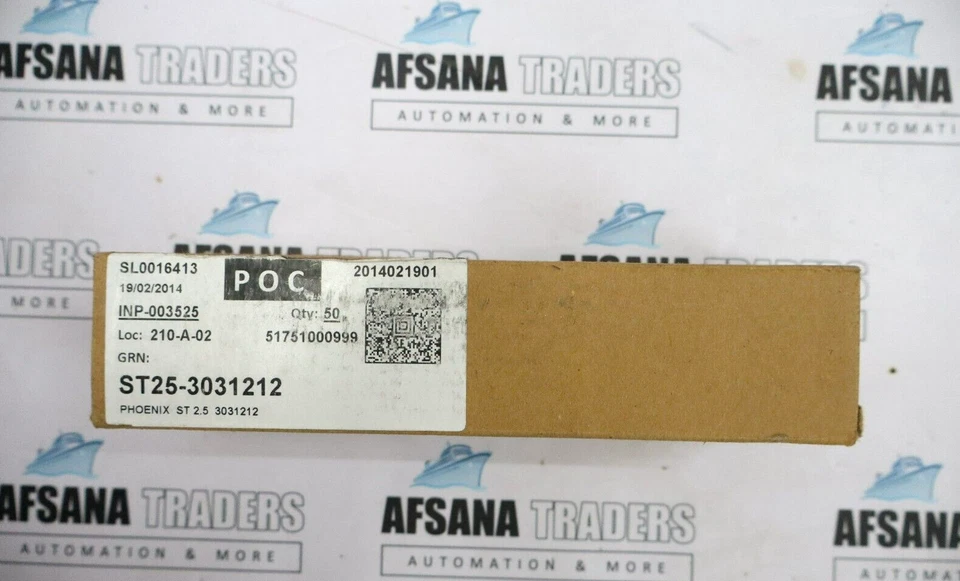 AFSANA TRADERS
AUTOMATION & MORE
AFSANA TRADERS
AUTOMATION & MORE
AFSANA
SL0016413
POC
2014021901
19/02/2014
INP-003525
Qty: 50
Loc: 210-A-02
51751000999
GRN:
ST25-3031212
PHOENIX ST 2.5 3031212
AFSANA TRADERS
AUTOMATION & MORE
AFSANA TRADERS
AUTOMATION & MORE
AFSANA